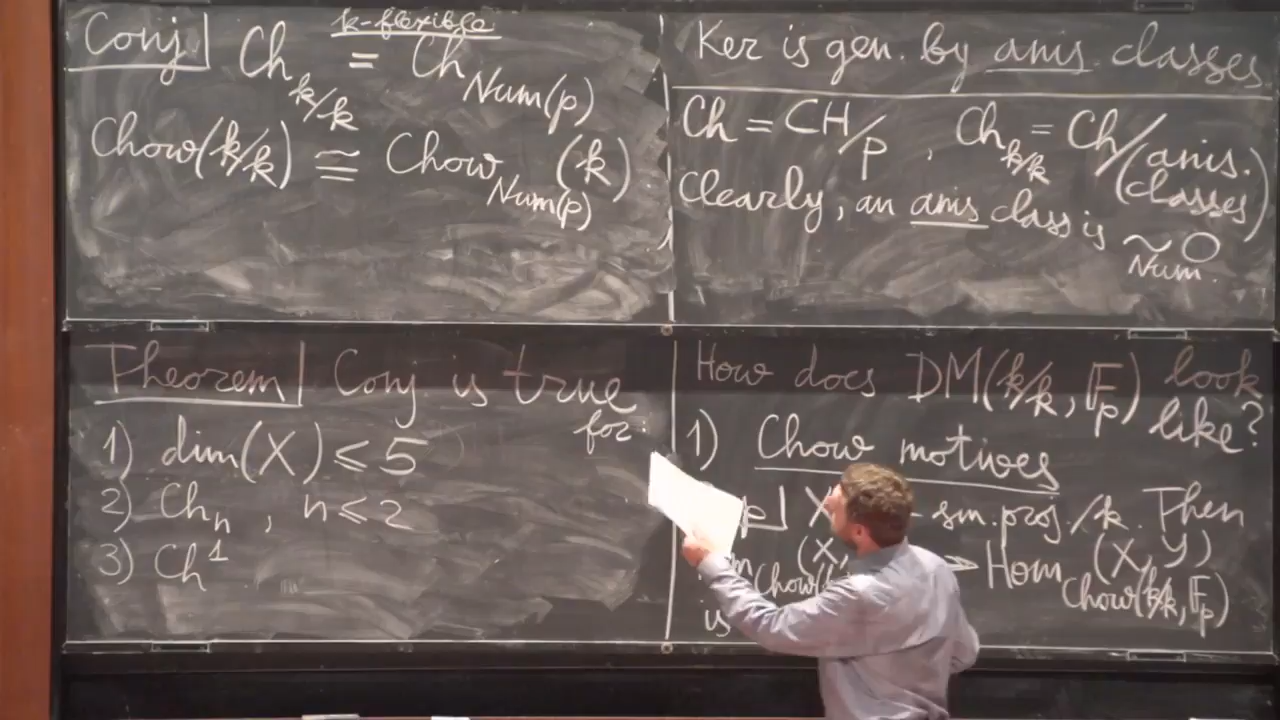 Conj
k-flexible
Ch_{k/k} = Ch_{Num(p)}
Chow(k/k) ≅ Chow_{Num(p)}(k)
Ker is gen. by anis. classes
Ch = CH/p , Ch_{k/k} = Ch/(anis. classes)
Clearly, an anis class is ~_{Num.} 0
Theorem Conj is true for:
1) dim(X) ⩽ 5
2) Ch_n , n ⩽ 2
3) Ch^1
How does DM(k/k, 𝔽_p) look like?
1) Chow motives
sm. proj./k. Then
Hom_{Chow(k/k, 𝔽_p)}(X, Y)
is